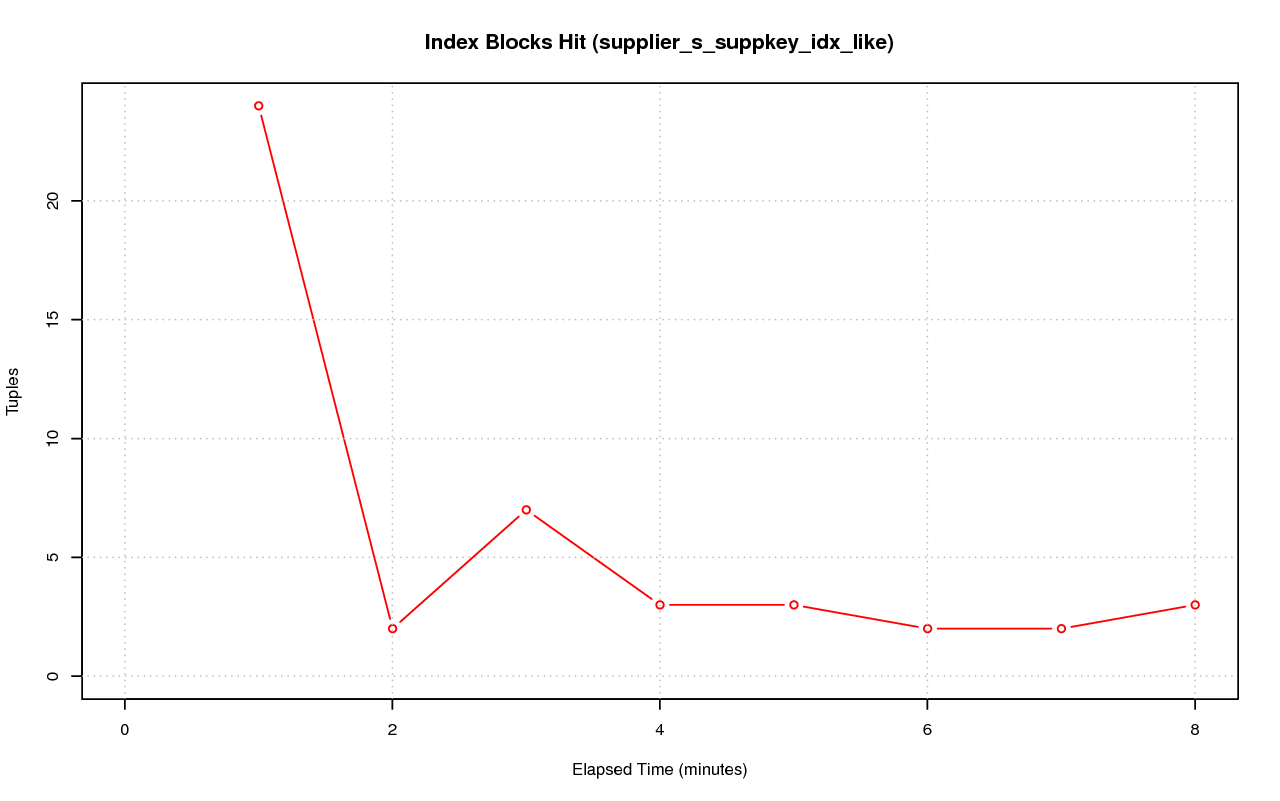 Index Blocks Hit (supplier_s_suppkey_idx_like)
Tuples
20
15
10
5
0
0 2 4 6 8
Elapsed Time (minutes)